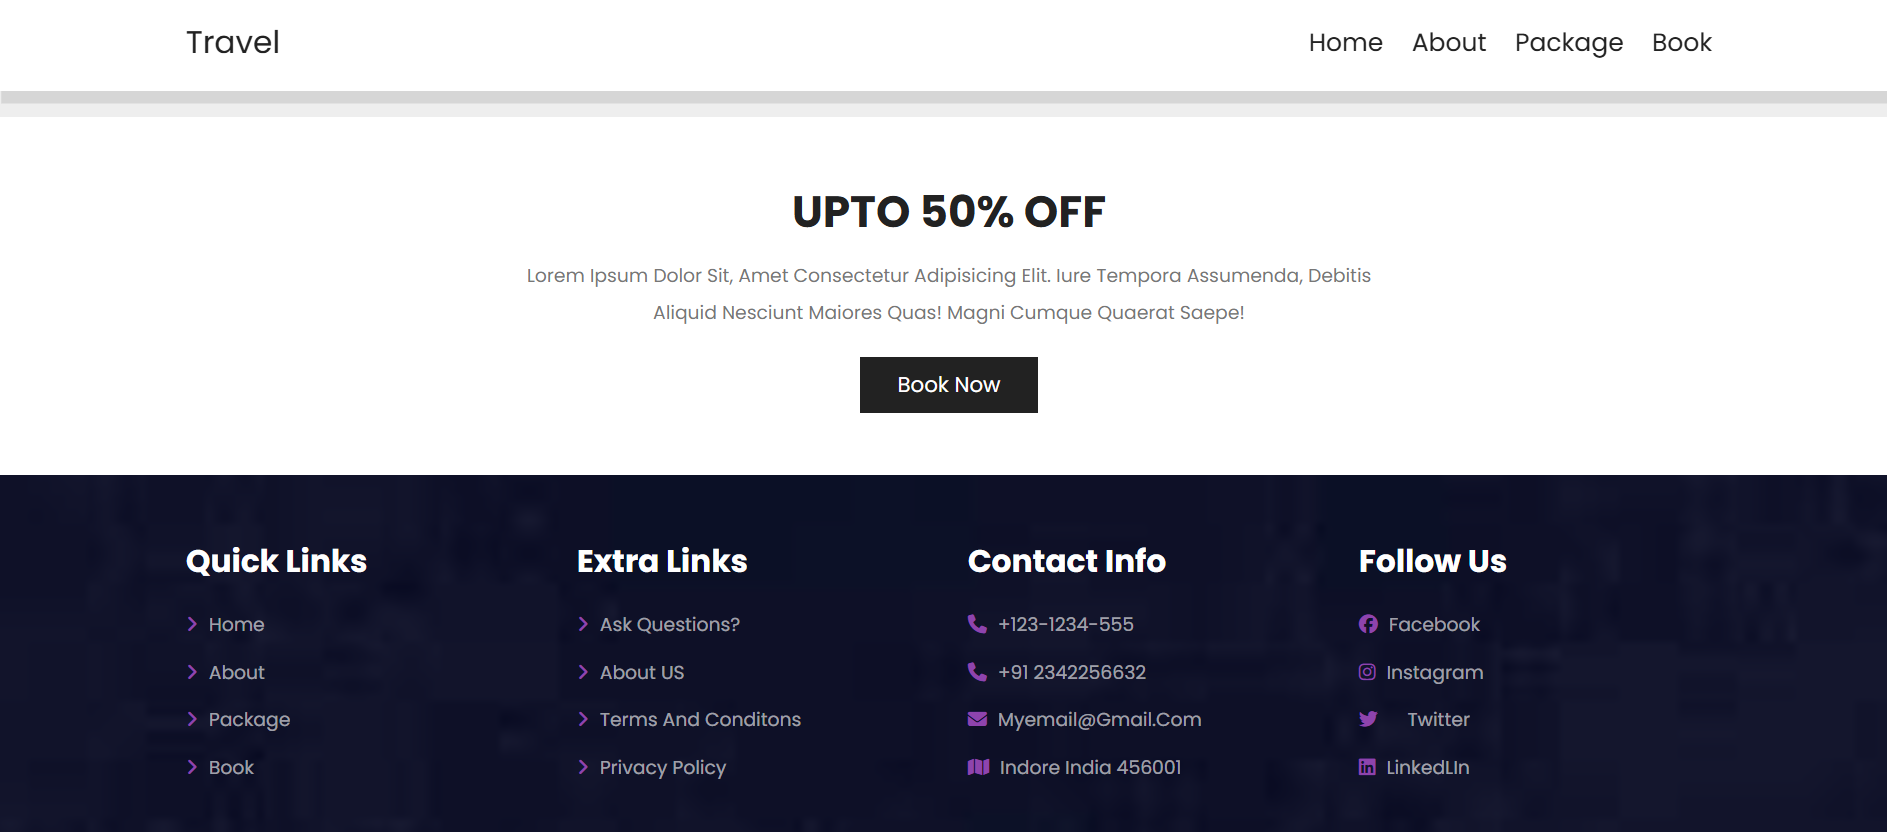 Travel
Home About Package Book
UPTO 50% OFF
Lorem Ipsum Dolor Sit, Amet Consectetur Adipisicing Elit. Iure Tempora Assumenda, Debitis
Aliquid Nesciunt Maiores Quas! Magni Cumque Quaerat Saepe!
Book Now
Quick Links
Home
About
Package
Book
Extra Links
Ask Questions?
About US
Terms And Conditons
Privacy Policy
Contact Info
+123-1234-555
+91 2342256632
Myemail@Gmail.Com
Indore India 456001
Follow Us
Facebook
Instagram
Twitter
LinkedLIn